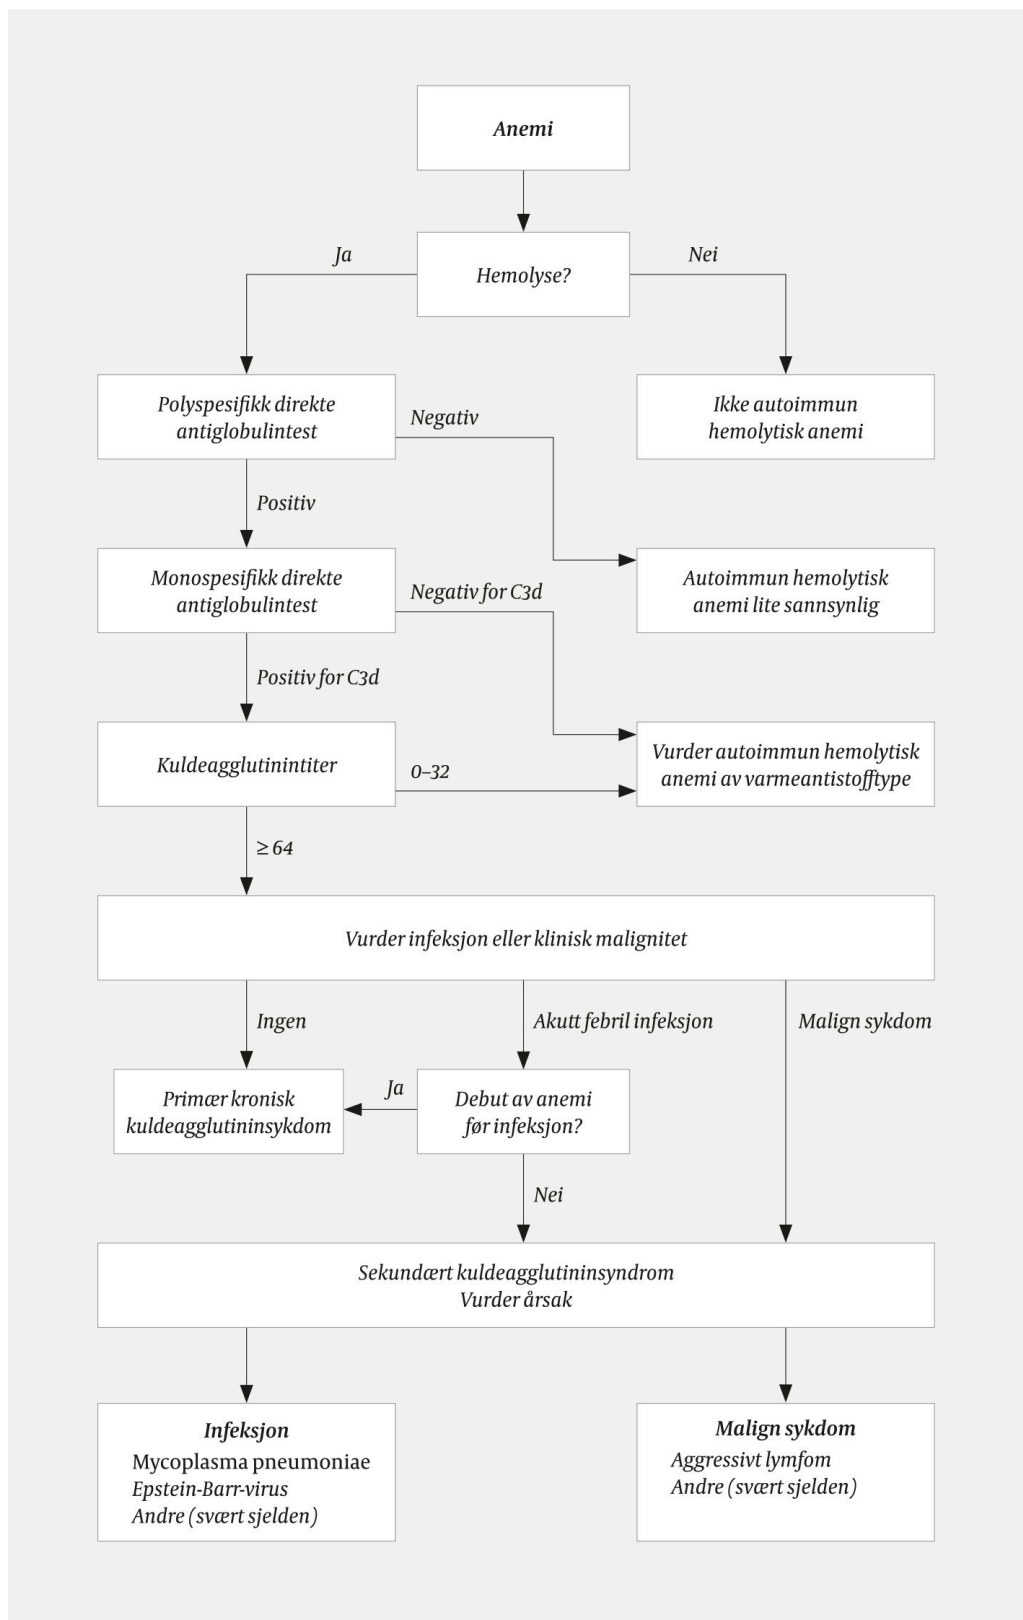 Anemi
Ja
Nei
Hemolyse?
Polyspesifikk direkte
antiglobulintest
Negativ
Ikke autoimmun
hemolytisk anemi
Positiv
Monospesifikk direkte
antiglobulintest
Negativ for C3d
Autoimmun hemolytisk
anemi lite sannsynlig
Positiv for C3d
Kuldeagglutinintiter
0–32
Vurder autoimmun hemolytisk
anemi av varmeantistofftype
≥ 64
Vurder infeksjon eller klinisk malignitet
Ingen
Akutt febril infeksjon
Malign sykdom
Primær kronisk
kuldeagglutininsykdom
Ja
Debut av anemi
før infeksjon?
Nei
Sekundært kuldeagglutininsyndrom
Vurder årsak
Infeksjon
Mycoplasma pneumoniae
Epstein-Barr-virus
Andre (svært sjelden)
Malign sykdom
Aggressivt lymfom
Andre (svært sjelden)